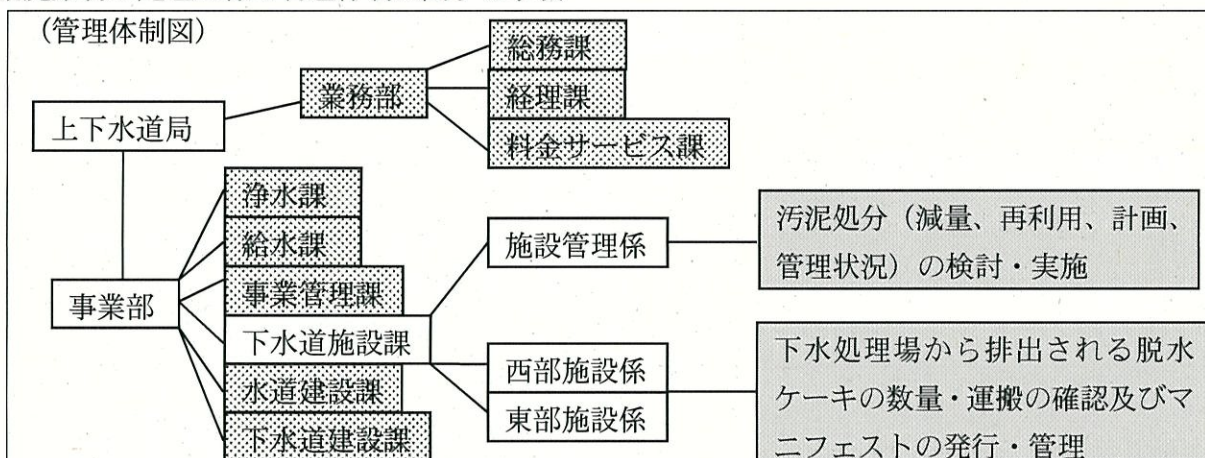 (管理体制図)
総務課
業務部
経理課
上下水道局
料金サービス課
浄水課
給水課
事業管理課
事業部
下水道施設課
水道建設課
下水道建設課
施設管理係
西部施設係
東部施設係
汚泥処分(減量、再利用、計画、
管理状況)の検討・実施
下水処理場から排出される脱水
ケーキの数量・運搬の確認及びマ
ニフェストの発行・管理